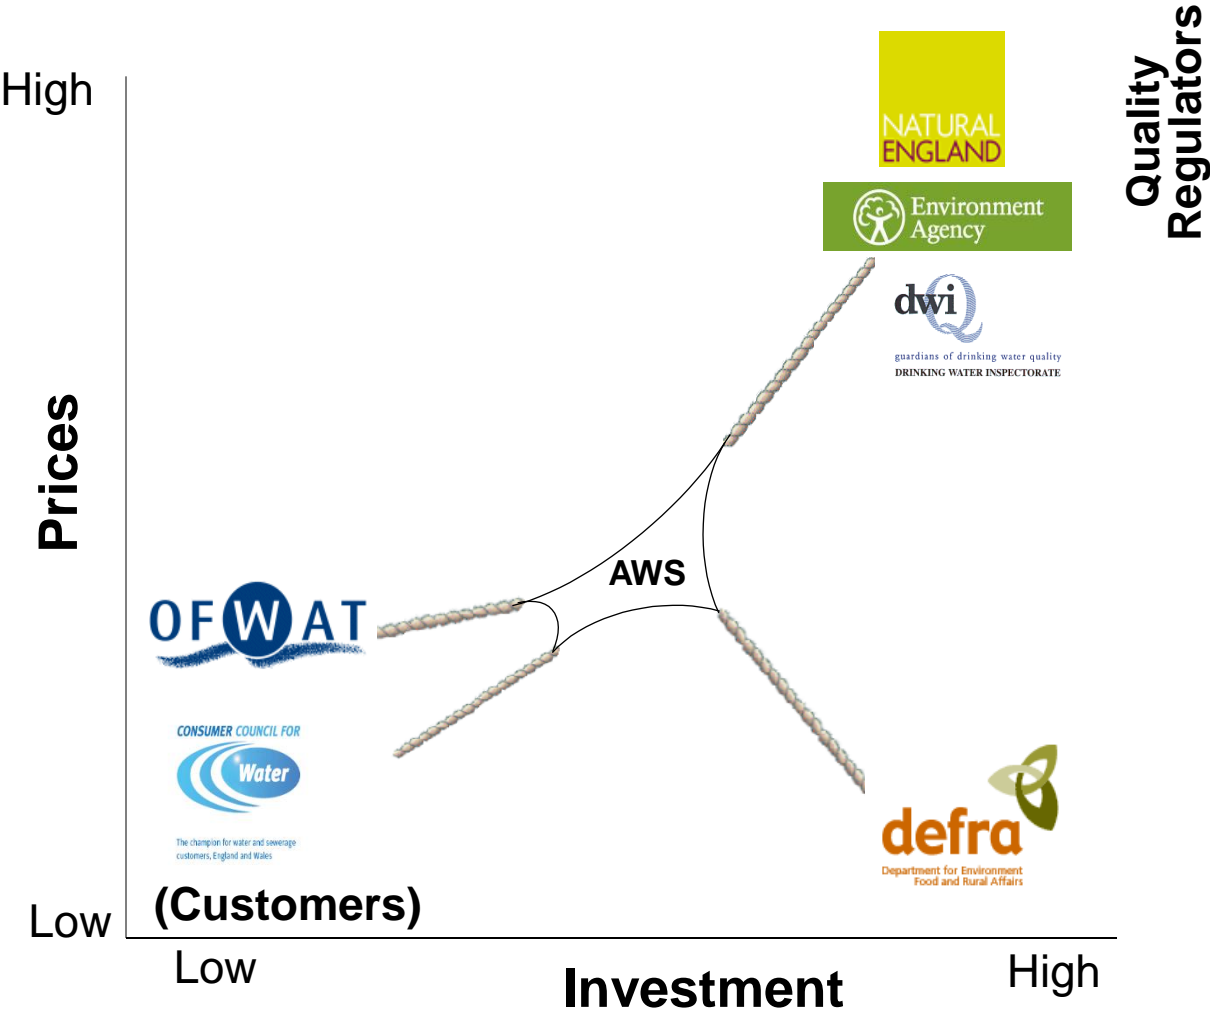 High
NATURAL
ENGLAND
Quality
Regulators
Environment
Agency
dwi
guardians of drinking water quality
DRINKING WATER INSPECTORATE
Prices
AWS
OFWAT
CONSUMER COUNCIL FOR
Water
The champion for water and sewerage
customers, England and Wales
defra
Department for Environment
Food and Rural Affairs
(Customers)
Low
Low
Investment
High